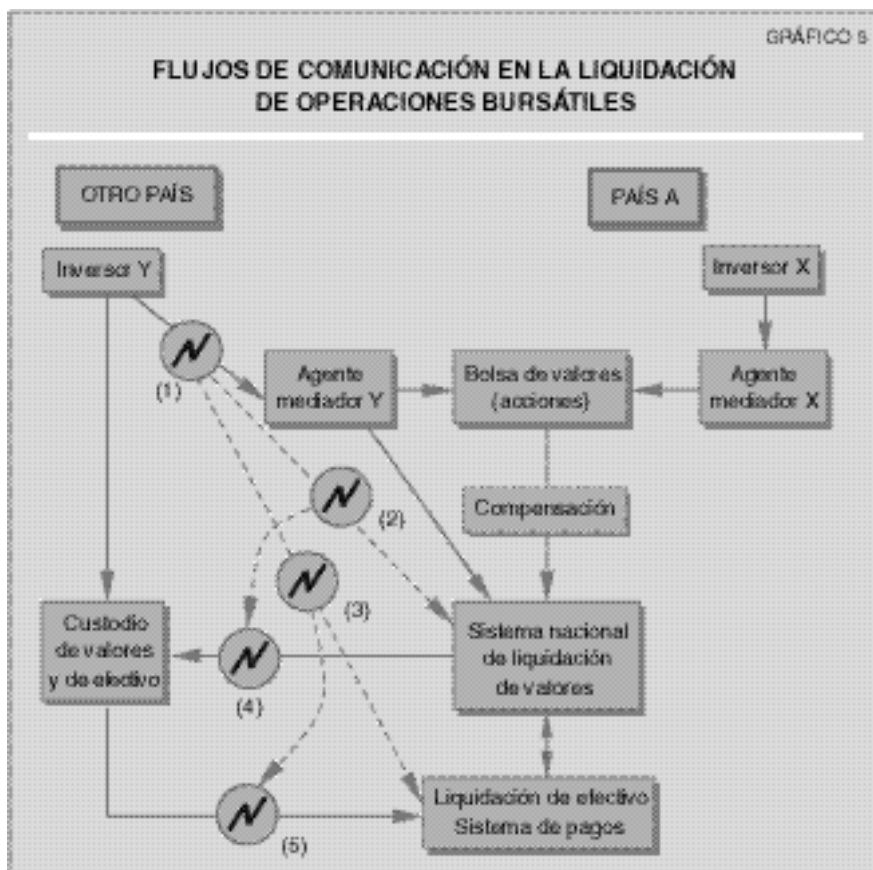 GRÁFICO 5
FLUJOS DE COMUNICACIÓN EN LA LIQUIDACIÓN
DE OPERACIONES BURSÁTILES
OTRO PAÍS
PAÍS A
Inversor Y
Inversor X
(1)
Agente
mediador Y
Bolsa de valores
(acciones)
Agente
mediador X
(2)
Compensación
(3)
Custodio
de valores
y de efectivo
(4)
Sistema nacional
de liquidación
de valores
(5)
Liquidación de efectivo
Sistema de pagos